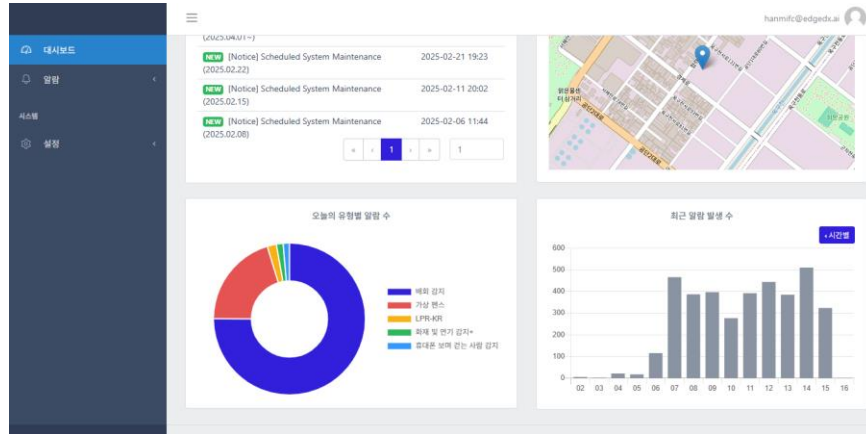 hanmifc@edgedx.ai
대시보드
알람
시스템
설정
(2025.04.01~)
NEW [Notice] Scheduled System Maintenance (2025.02.22) 2025-02-21 19:23
NEW [Notice] Scheduled System Maintenance (2025.02.15) 2025-02-11 20:02
NEW [Notice] Scheduled System Maintenance (2025.02.08) 2025-02-06 11:44
« ‹ 1 › » 1
오늘의 유형별 알람 수
배회 감지
가상 펜스
LPR-KR
화재 및 연기 감지+
휴대폰 보며 걷는 사람 감지
최근 알람 발생 수
‹ 시간별
600
500
400
300
200
100
0
02 03 04 05 06 07 08 09 10 11 12 13 14 15 16